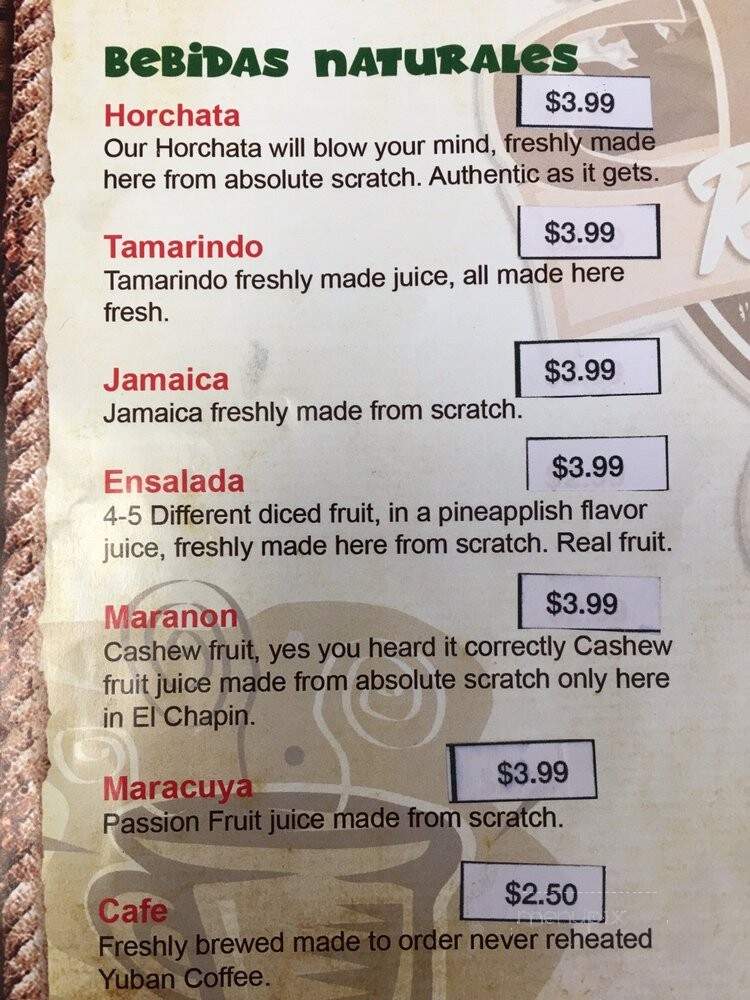 BEBIDAS NATURALES
Horchata $3.99
Our Horchata will blow your mind, freshly made
here from absolute scratch. Authentic as it gets.
Tamarindo $3.99
Tamarindo freshly made juice, all made here
fresh.
Jamaica $3.99
Jamaica freshly made from scratch.
Ensalada $3.99
4-5 Different diced fruit, in a pineapplish flavor
juice, freshly made here from scratch. Real fruit.
Maranon $3.99
Cashew fruit, yes you heard it correctly Cashew
fruit juice made from absolute scratch only here
in El Chapin.
Maracuya $3.99
Passion Fruit juice made from scratch.
Cafe $2.50
Freshly brewed made to order never reheated
Yuban Coffee.